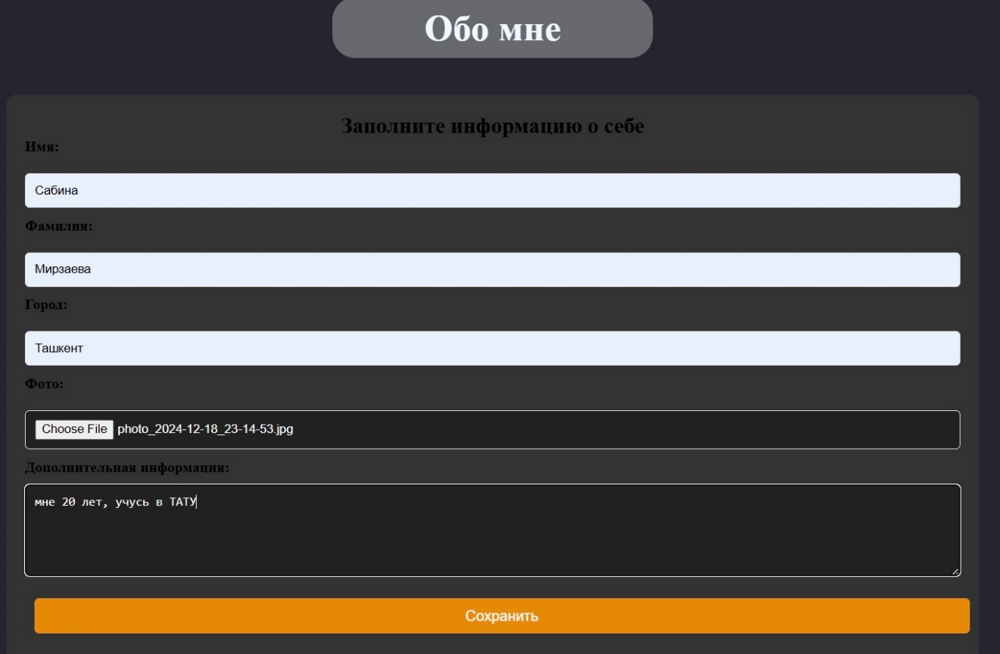 Обо мне
Заполните информацию о себе
Имя:
Сабина
Фамилия:
Мирзаева
Город:
Ташкент
Фото:
Choose File photo_2024-12-18_23-14-53.jpg
Дополнительная информация:
мне 20 лет, учусь в ТАТУ
Сохранить